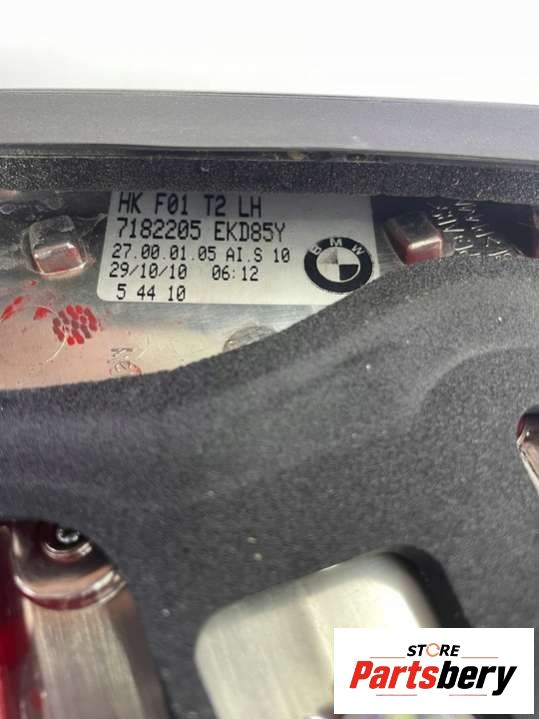 HK F01 T2 LH
7182205 EKD85Y
27.00.01.05 AI.S 10
29/10/10 06:12
5 44 10
BMW
STORE
Partsbery